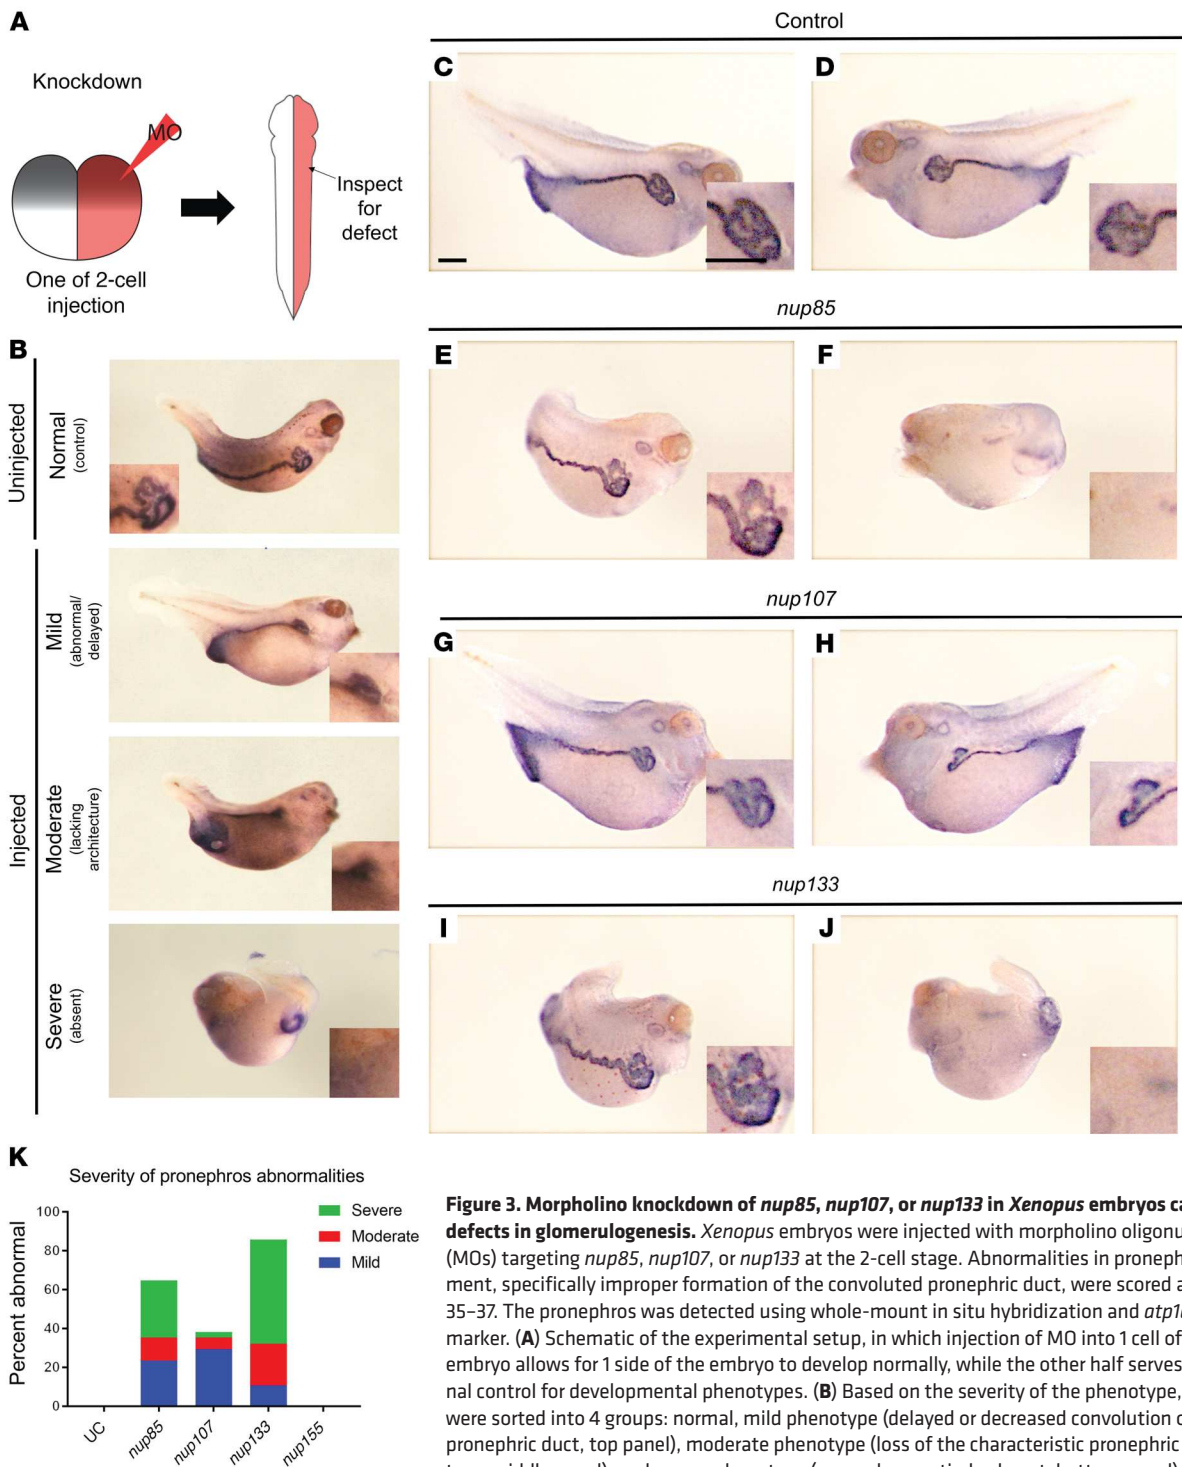 A
Knockdown
MO
Inspect
for
defect
One of 2-cell
injection
B
Uninjected
Normal
(control)
Injected
Mild
(abnormal/
delayed)
Moderate
(lacking
architecture)
Severe
(absent)
Control
C
D
nup85
E
F
nup107
G
H
nup133
I
J
K
Severity of pronephros abnormalities
Percent abnormal
100
80
60
40
20
0
Severe
Moderate
Mild
UC
nup85
nup107
nup133
nup155
Figure 3. Morpholino knockdown of nup85, nup107, or nup133 in Xenopus embryos ca
defects in glomerulogenesis. Xenopus embryos were injected with morpholino oligonu
(MOs) targeting nup85, nup107, or nup133 at the 2-cell stage. Abnormalities in proneph
ment, specifically improper formation of the convoluted pronephric duct, were scored a
35–37. The pronephros was detected using whole-mount in situ hybridization and
marker. (A) Schematic of the experimental setup, in which injection of MO into 1 cell of
embryo allows for 1 side of the embryo to develop normally, while the other half serves
nal control for developmental phenotypes. (B) Based on the severity of the phenotype,
were sorted into 4 groups: normal, mild phenotype (delayed or decreased convolution o
pronephric duct, top panel), moderate phenotype (loss of the characteristic pronephric